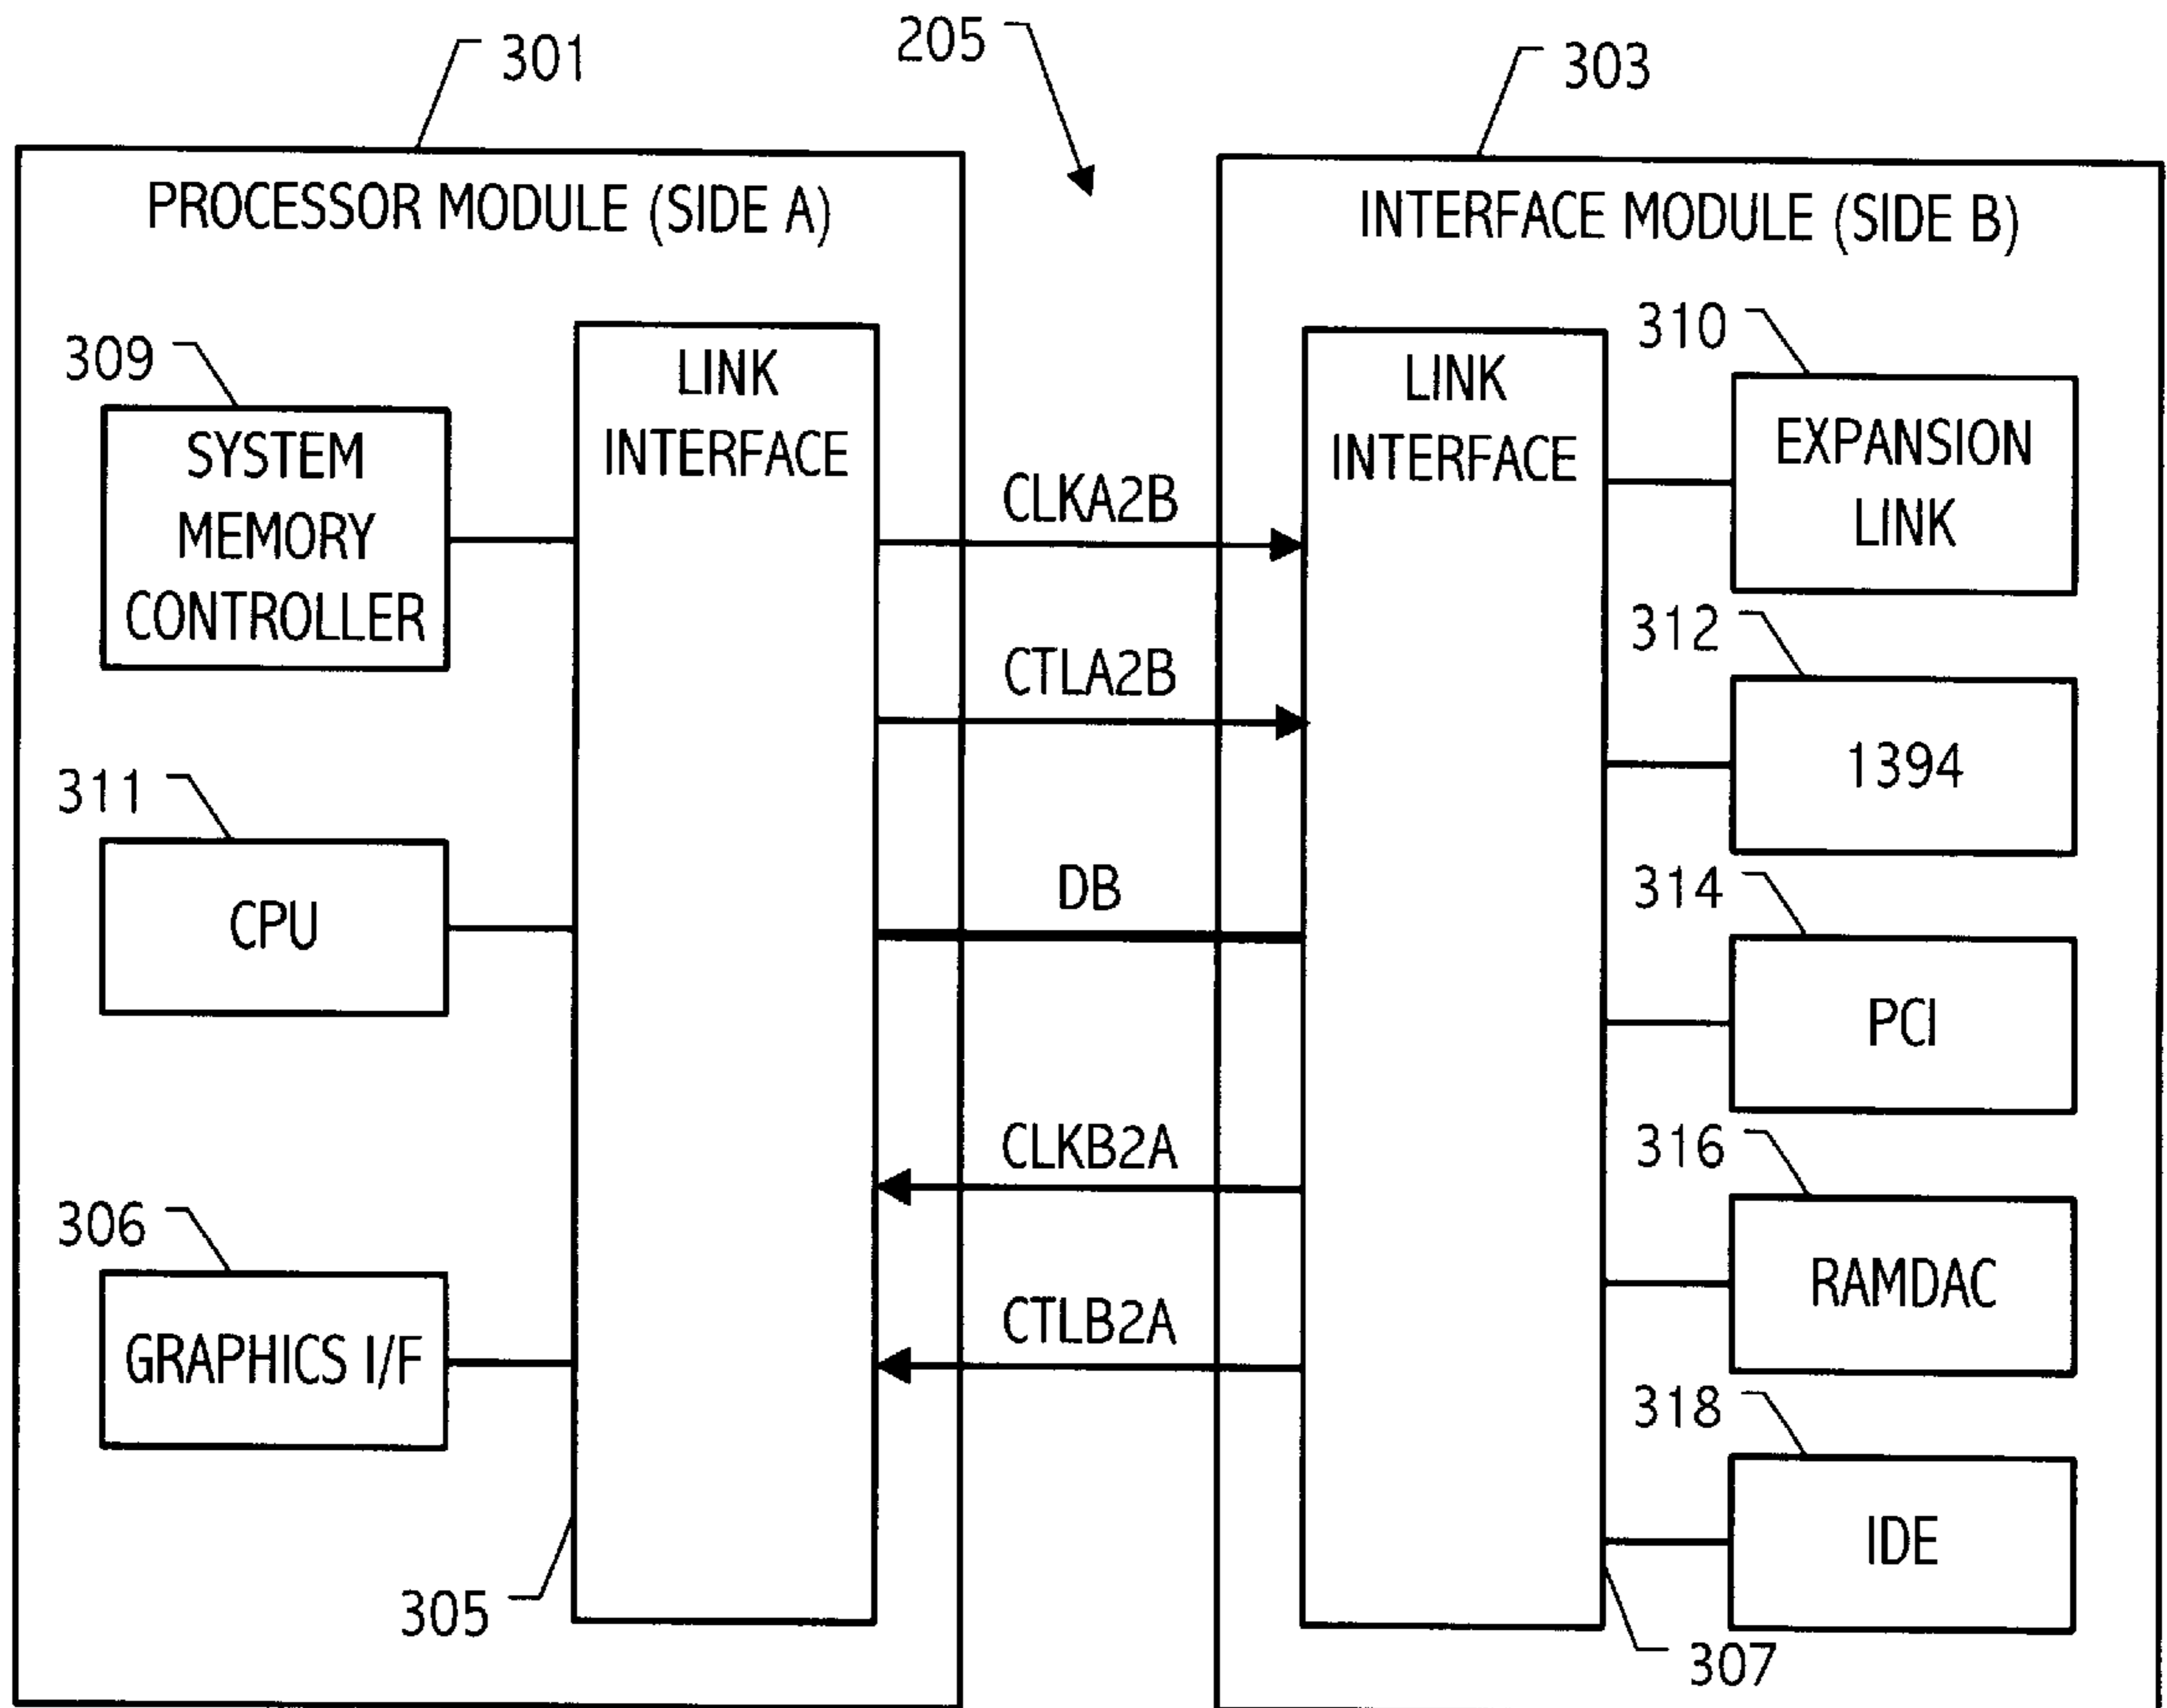 301
205
303
PROCESSOR MODULE (SIDE A)
INTERFACE MODULE (SIDE B)
309
SYSTEM
MEMORY
CONTROLLER
311
CPU
306
GRAPHICS I/F
LINK
INTERFACE
305
CLKA2B
CTLA2B
DB
CLKB2A
CTLB2A
LINK
INTERFACE
307
310
EXPANSION
LINK
312
1394
314
PCI
316
RAMDAC
318
IDE